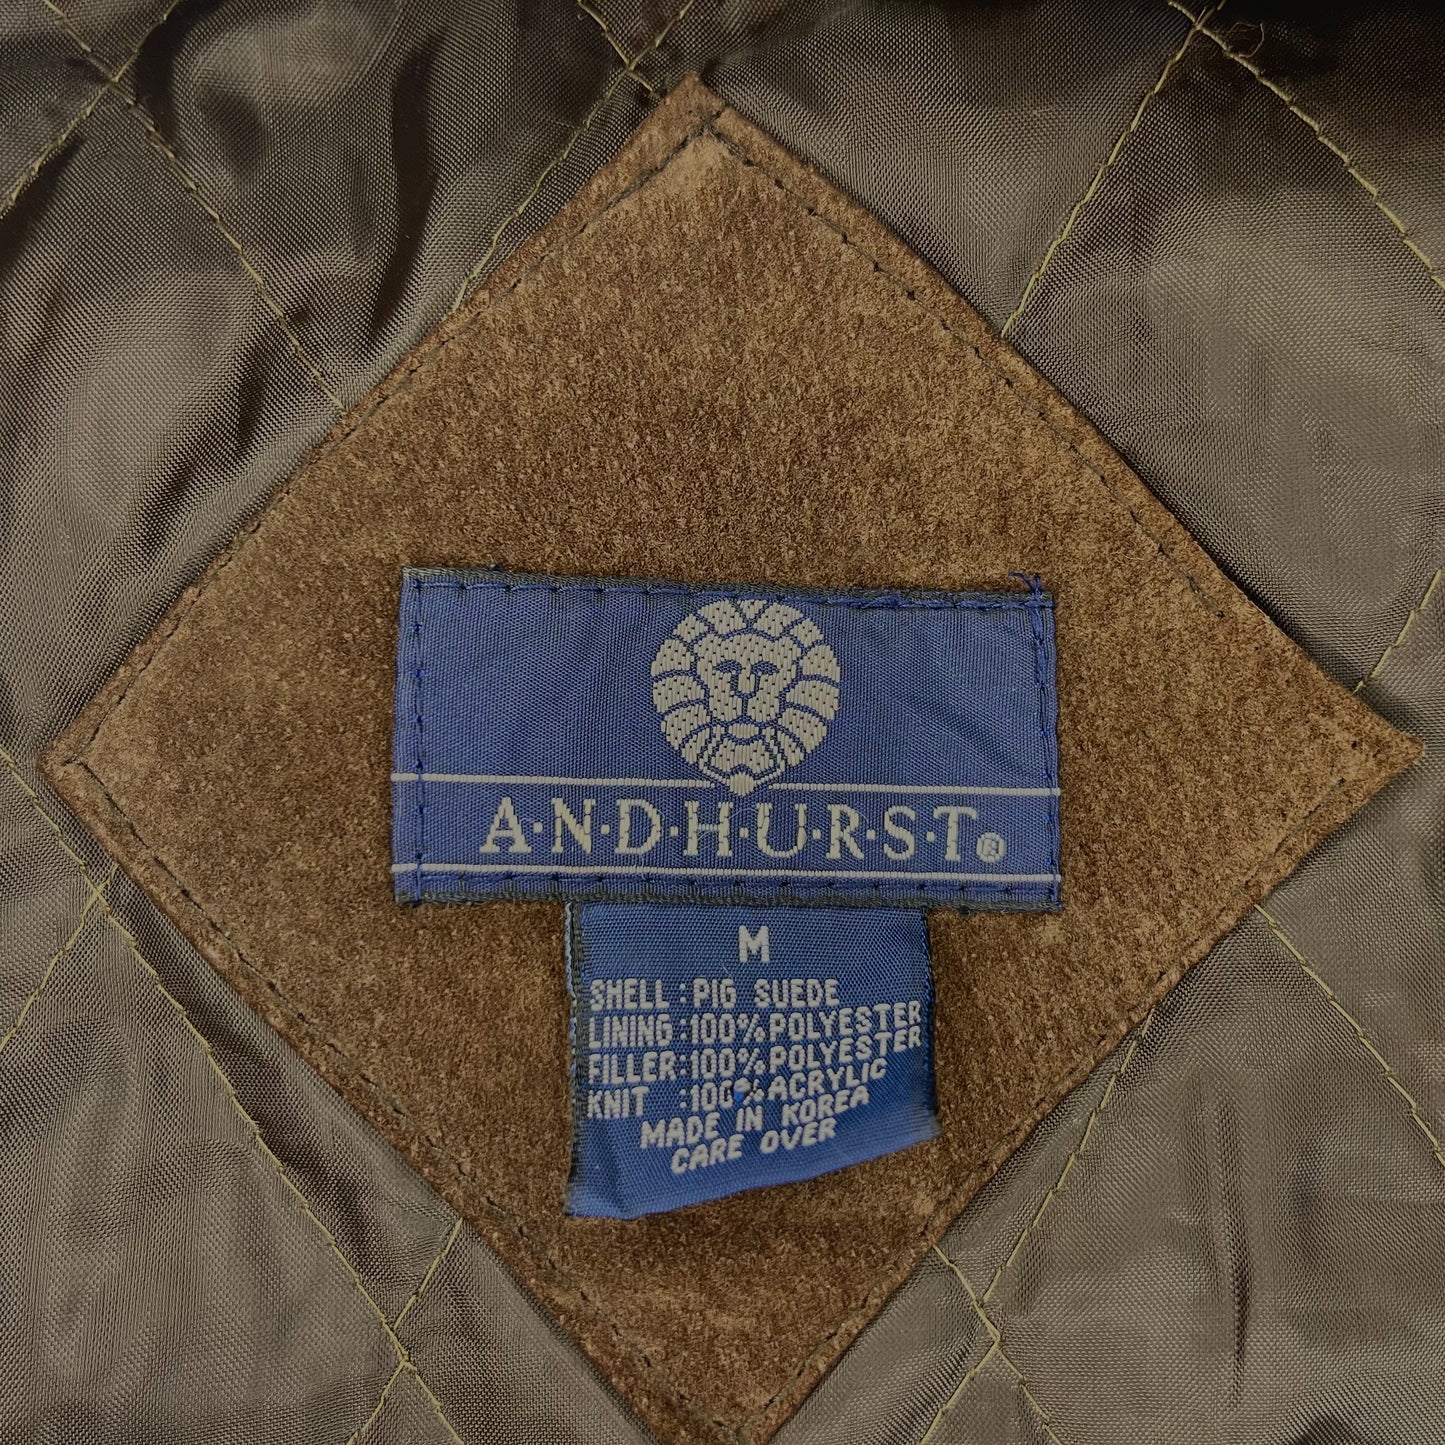 A·N·D·H·U·R·S·T®
M
SHELL : PIG SUEDE
LINING : 100% POLYESTER
FILLER : 100% POLYESTER
KNIT : 100% ACRYLIC
MADE IN KOREA
CARE OVER